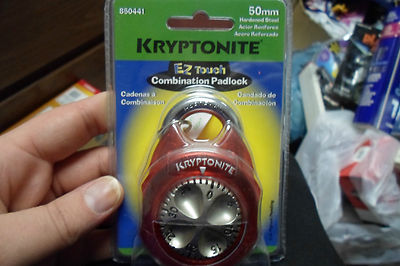 880441
50mm
Hardened Steel
Acier Renforcé
Acero Reforzado
KRYPTONITE
EZ Touch
Combination Padlock
Cadenas a Combinaison
Candado de Combinación
KRYPTONITE
0